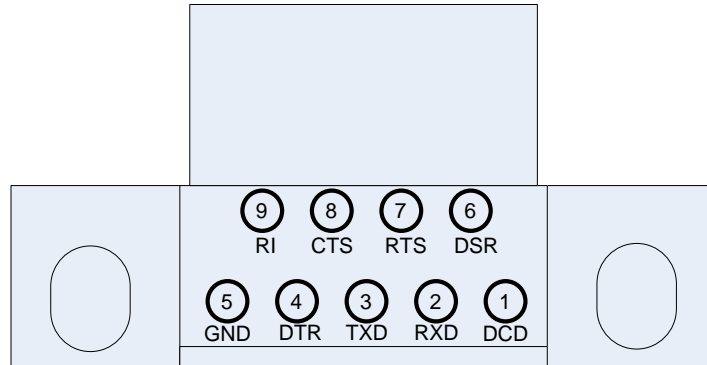 9 8 7 6
RI CTS RTS DSR
5 4 3 2 1
GND DTR TXD RXD DCD